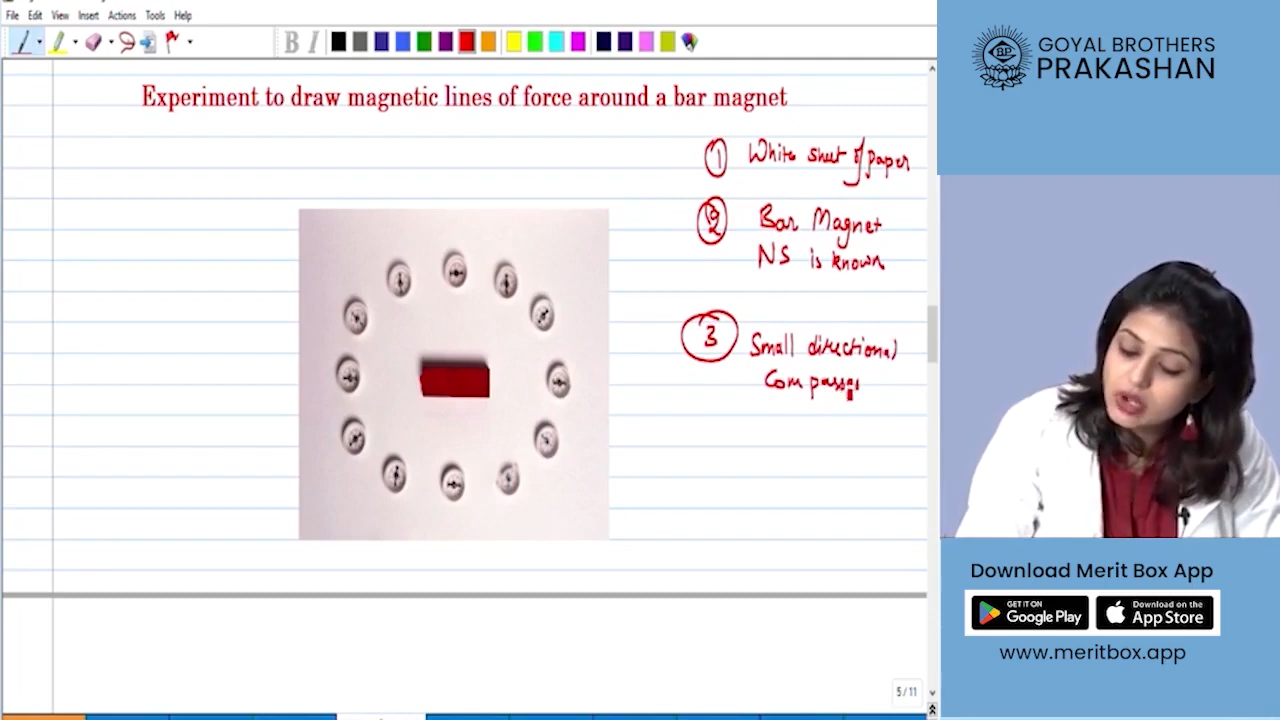 File Edit View Insert Actions Tools Help
B I
Experiment to draw magnetic lines of force around a bar magnet
① White sheet of paper
② Bar Magnet
NS is known
③ Small directional
Compasses
5/11
GOYAL BROTHERS
PRAKASHAN
Download Merit Box App
GET IT ON
Google Play
Download on the
App Store
www.meritbox.app